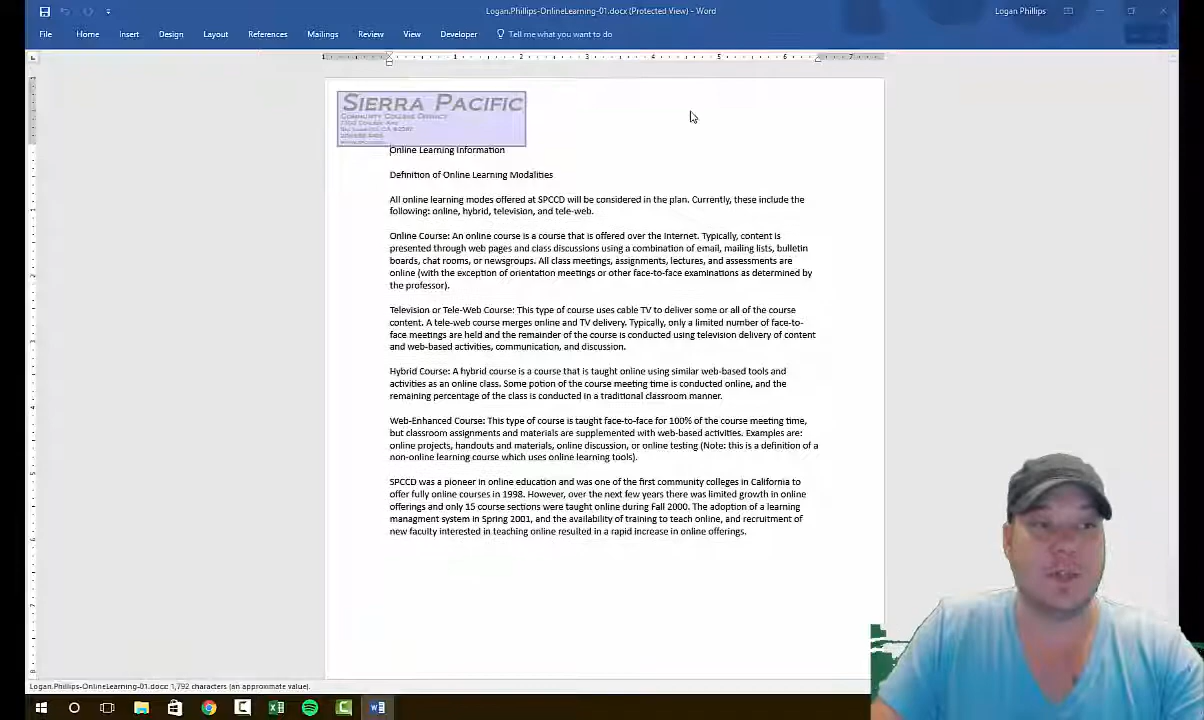 Logan.Phillips-OnlineLearning-01.docx (Protected View) - Word
Logan Phillips
File Home Insert Design Layout References Mailings Review View Developer Tell me what you want to do
1 1 2 3 4 5 6 7
SIERRA PACIFIC
COMMUNITY COLLEGE DISTRICT
Online Learning Information
Definition of Online Learning Modalities
All online learning modes offered at SPCCD will be considered in the plan. Currently, these include the
following: online, hybrid, television, and tele-web.
Online Course: An online course is a course that is offered over the Internet. Typically, content is
presented through web pages and class discussions using a combination of email, mailing lists, bulletin
boards, chat rooms, or newsgroups. All class meetings, assignments, lectures, and assessments are
online (with the exception of orientation meetings or other face-to-face examinations as determined by
the professor).
Television or Tele-Web Course: This type of course uses cable TV to deliver some or all of the course
content. A tele-web course merges online and TV delivery. Typically, only a limited number of face-to-
face meetings are held and the remainder of the course is conducted using television delivery of content
and web-based activities, communication, and discussion.
Hybrid Course: A hybrid course is a course that is taught online using similar web-based tools and
activities as an online class. Some potion of the course meeting time is conducted online, and the
remaining percentage of the class is conducted in a traditional classroom manner.
Web-Enhanced Course: This type of course is taught face-to-face for 100% of the course meeting time,
but classroom assignments and materials are supplemented with web-based activities. Examples are:
online projects, handouts and materials, online discussion, or online testing (Note: this is a definition of a
non-online learning course which uses online learning tools).
SPCCD was a pioneer in online education and was one of the first community colleges in California to
offer fully online courses in 1998. However, over the next few years there was limited growth in online
offerings and only 15 course sections were taught online during Fall 2000. The adoption of a learning
managment system in Spring 2001, and the availability of training to teach online, and recruitment of
new faculty interested in teaching online resulted in a rapid increase in online offerings.
Logan.Phillips-OnlineLearning-01.docx: 1,792 characters (an approximate value).